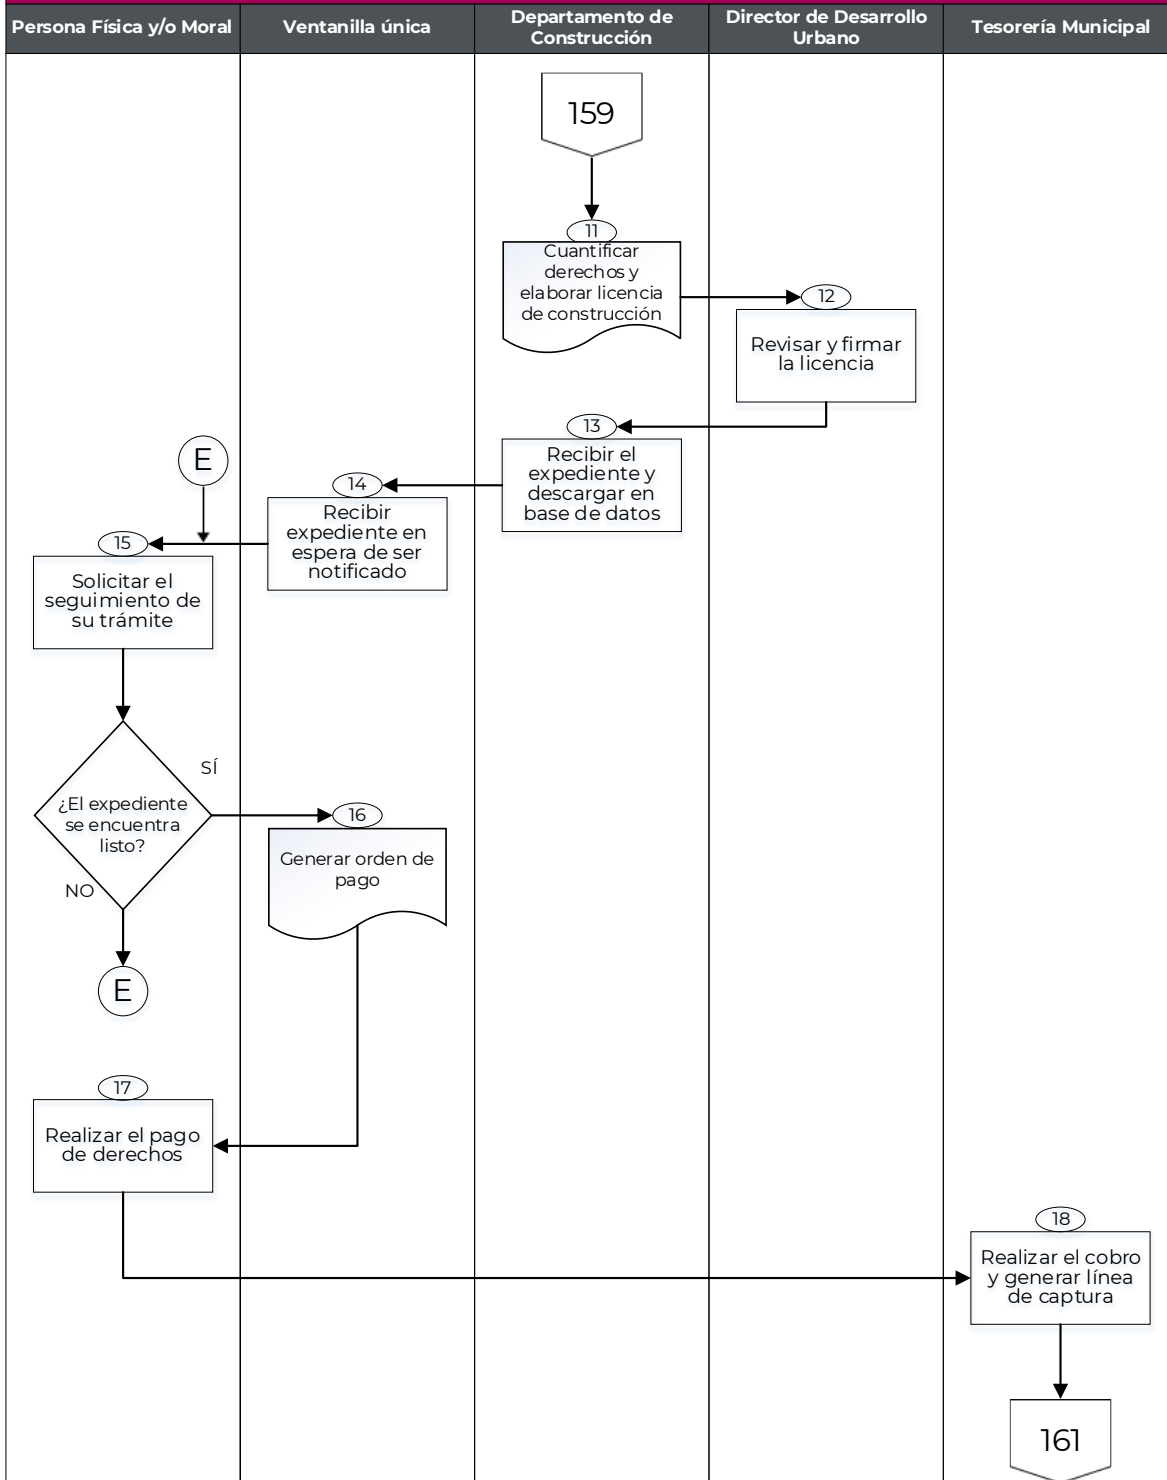 Persona Física y/o Moral
Ventanilla única
Departamento de
Construcción
Director de Desarrollo
Urbano
Tesorería Municipal
159
11
Cuantificar
derechos y
elaborar licencia
de construcción
12
Revisar y firmar
la licencia
13
Recibir el
expediente y
descargar en
base de datos
E
14
Recibir
expediente en
espera de ser
notificado
15
Solicitar el
seguimiento de
su trámite
SÍ
¿El expediente
se encuentra
listo?
NO
16
Generar orden de
pago
E
17
Realizar el pago
de derechos
18
Realizar el cobro
y generar línea
de captura
161